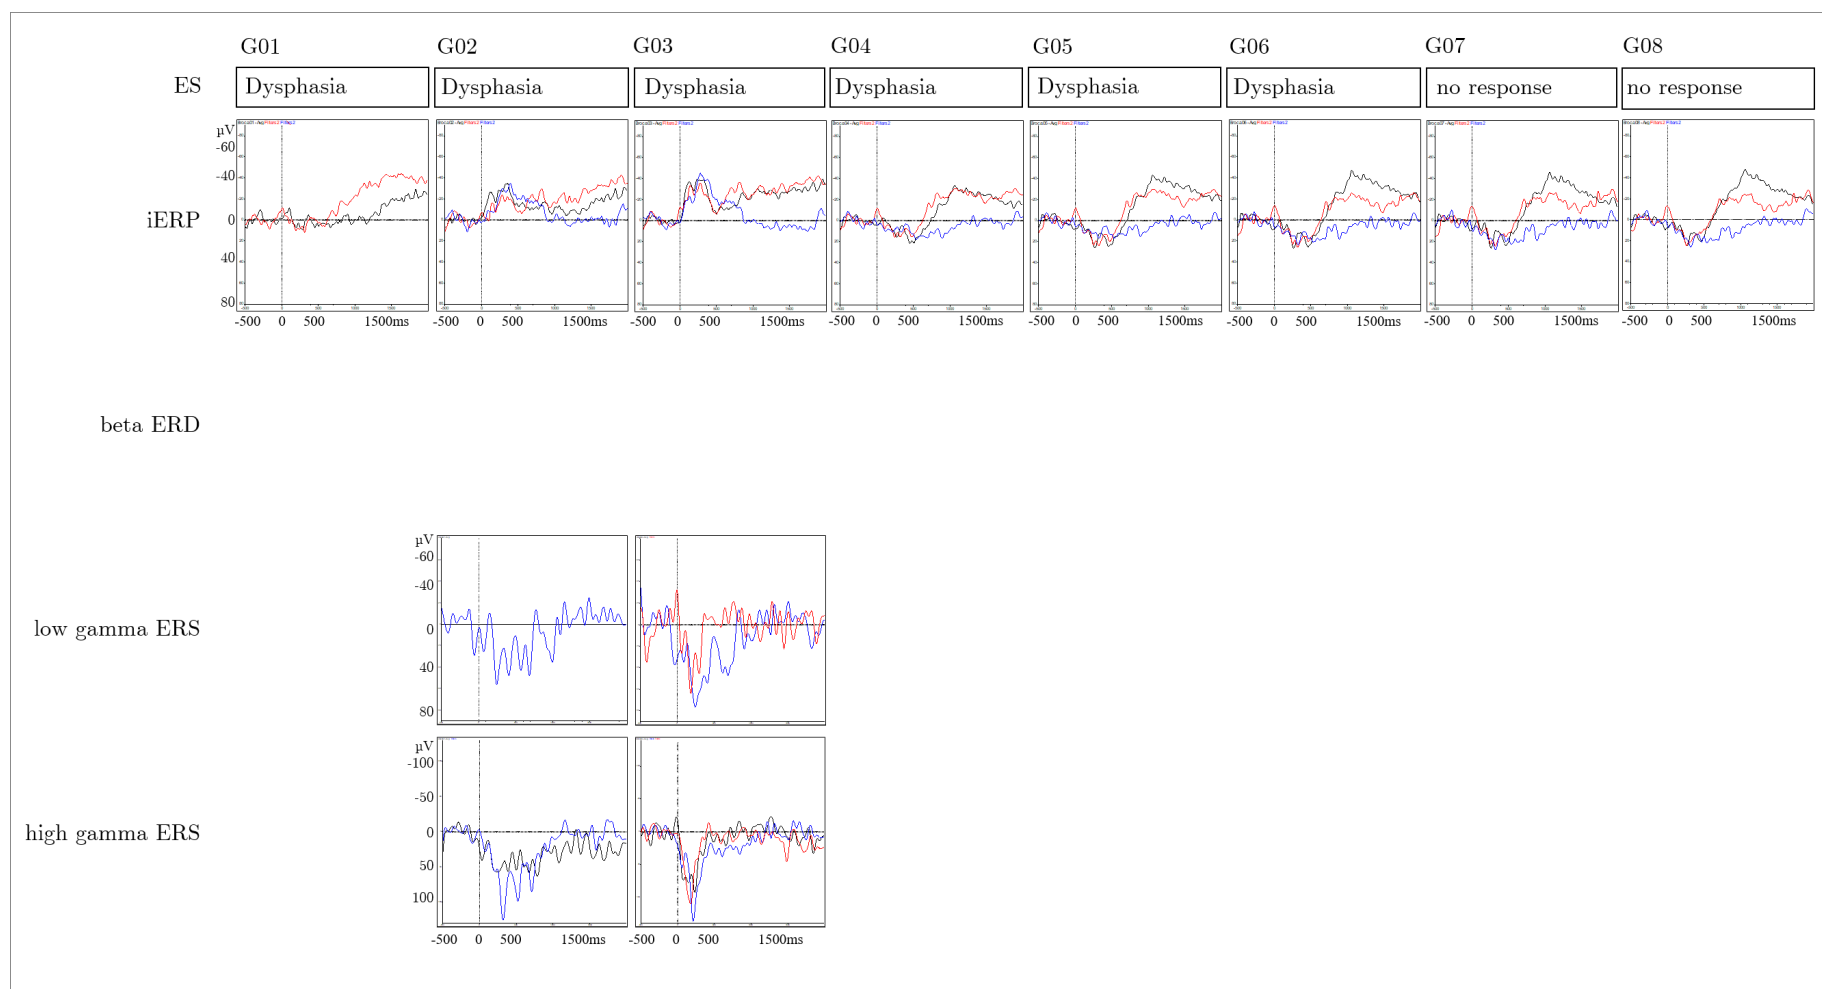 G01 G02 G03 G04 G05 G06 G07 G08
ES Dysphasia Dysphasia Dysphasia Dysphasia Dysphasia Dysphasia no response no response
µV
-60
-40
iERP 0
40
80
-500 0 500 1500ms -500 0 500 1500ms -500 0 500 1500ms -500 0 500 1500ms -500 0 500 1500ms -500 0 500 1500ms -500 0 500 1500ms -500 0 500 1500ms
beta ERD
µV
-60
-40
low gamma ERS 0
40
80
µV
-100
-50
high gamma ERS 0
50
100
-500 0 500 1500ms -500 0 500 1500ms